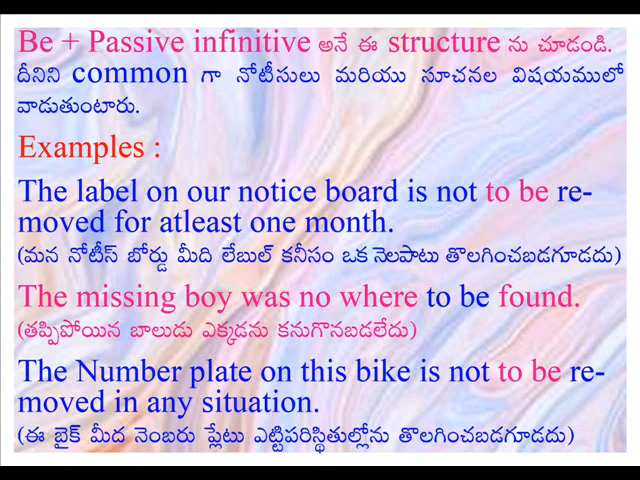 Be + Passive infinitive అనే ఈ structure ను చూడండి.
దీనిని common గా నోటీసులు మరియు సూచనల విషయములో
వాడుతుంటారు.
Examples :
The label on our notice board is not to be re-
moved for atleast one month.
(మన నోటీస్ బోర్డు మీది లేబుల్ కనీసం ఒక నెలపాటు తొలగించబడగూడదు)
The missing boy was no where to be found.
(తప్పిపోయిన బాలుడు ఎక్కడను కనుగొనబడలేదు)
The Number plate on this bike is not to be re-
moved in any situation.
(ఈ బైక్ మీద నెంబరు ప్లేటు ఎట్టిపరిస్థితుల్లోను తొలగించబడగూడదు)